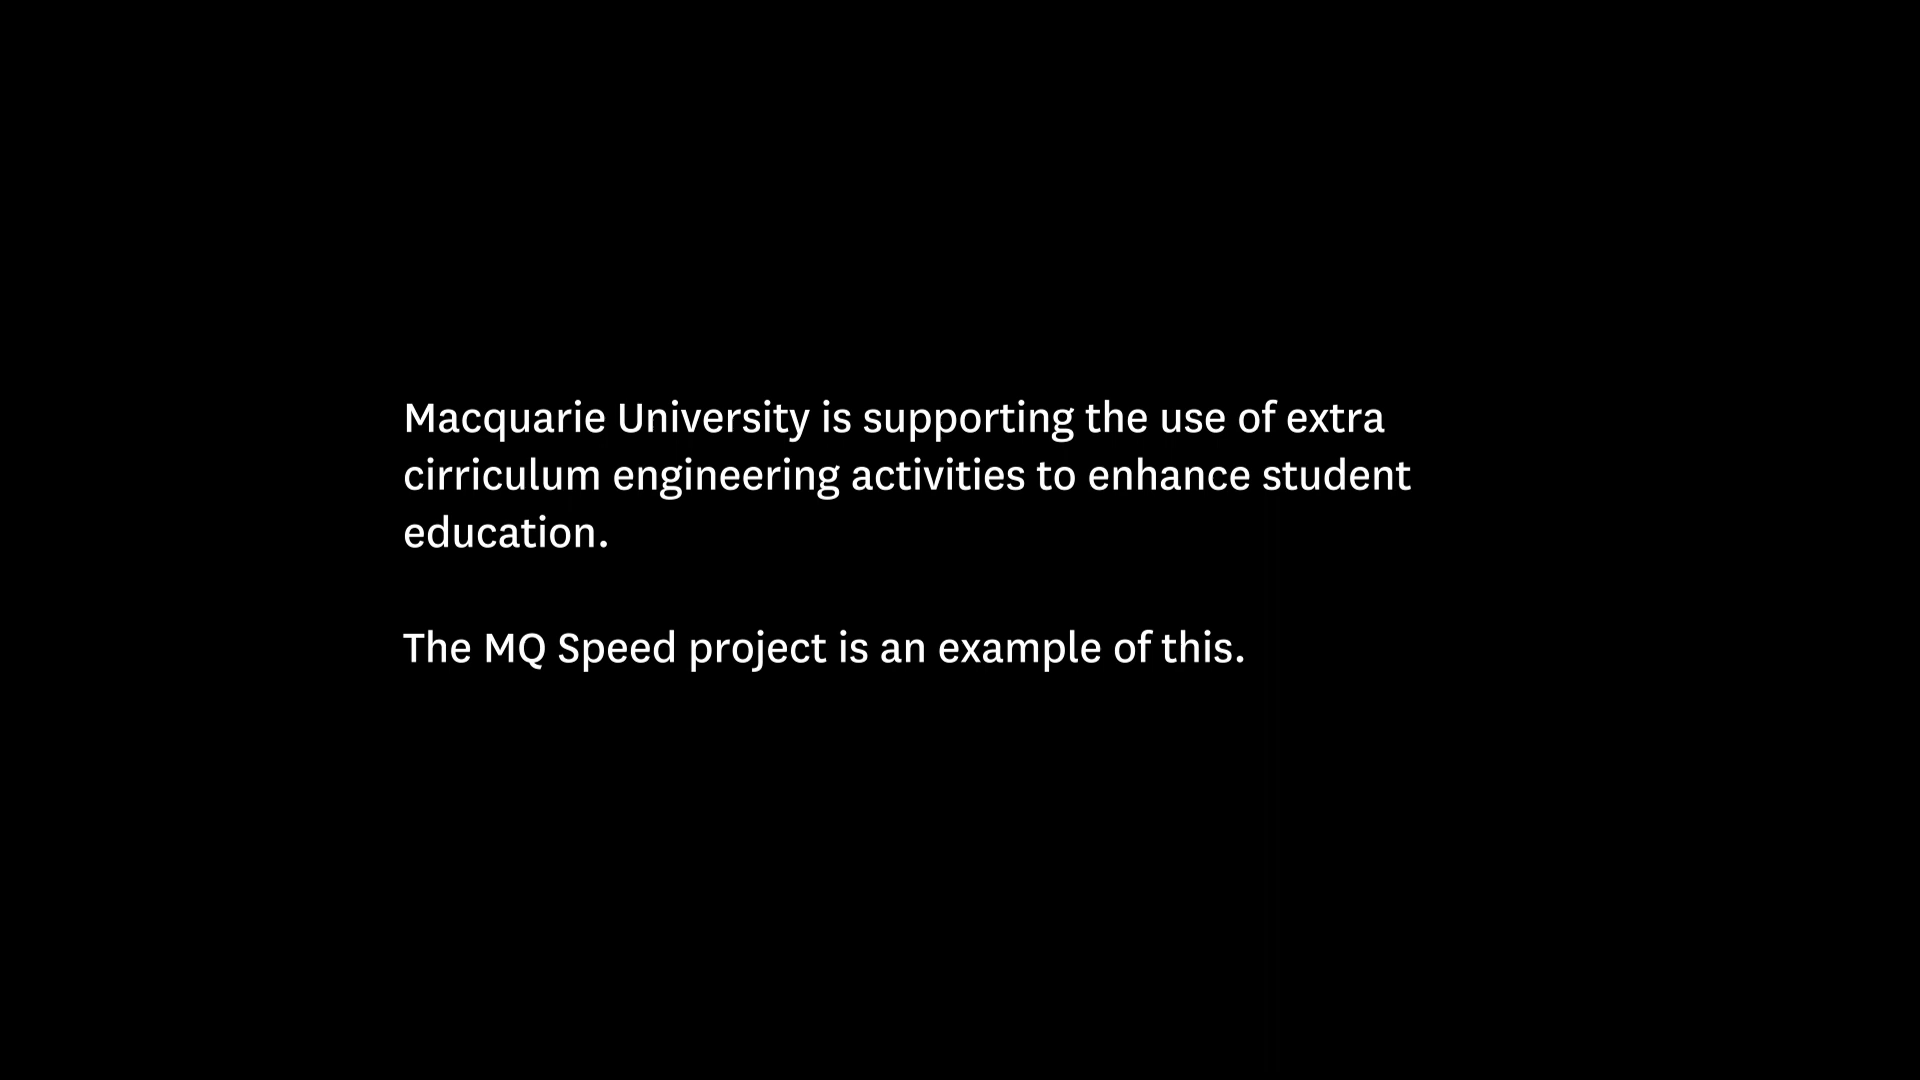 Macquarie University is supporting the use of extra
cirriculum engineering activities to enhance student
education.
The MQ Speed project is an example of this.